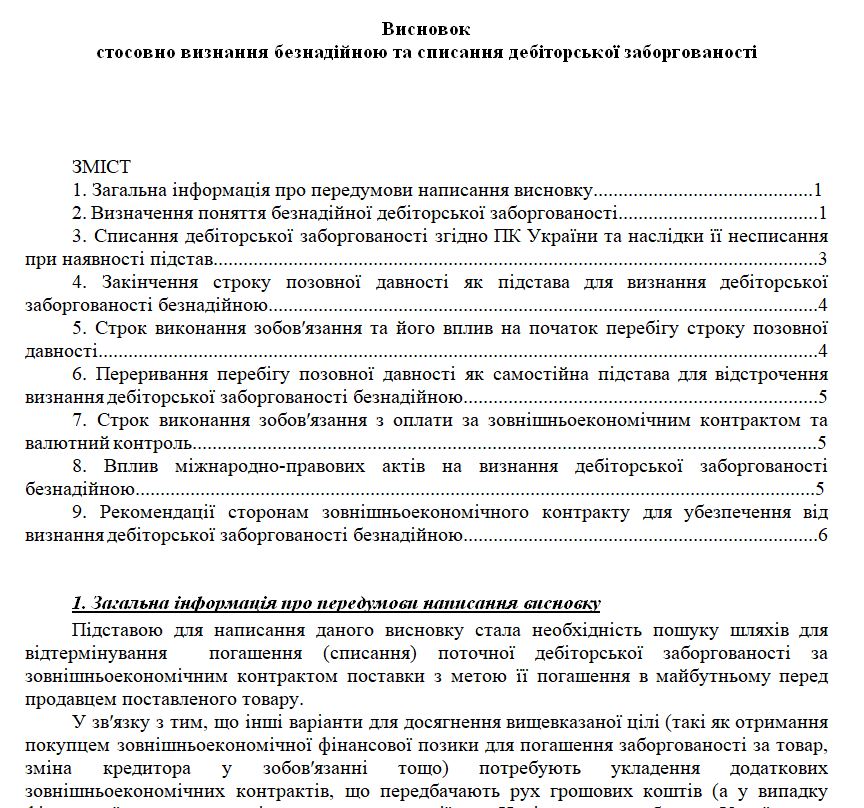 Висновок
стосовно визнання безнадійною та списання дебіторської заборгованості
ЗМІСТ
1. Загальна інформація про передумови написання висновку.......................................1
2. Визначення поняття безнадійної дебіторської заборгованості...................................1
3. Списання дебіторської заборгованості згідно ПК України та наслідки її несписання
при наявності підстав...........................................................................................................3
4. Закінчення строку позовної давності як підстава для визнання дебіторської
заборгованості безнадійною.................................................................................................4
5. Строк виконання зобов'язання та його вплив на початок перебігу строку позовної
давності................................................................................................................................4
6. Переривання перебігу позовної давності як самостійна підстава для відстрочення
визнання дебіторської заборгованості безнадійною...............................................................5
7. Строк виконання зобов'язання з оплати за зовнішньоекономічним контрактом та
валютний контроль...............................................................................................................5
8. Вплив міжнародно-правових актів на визнання дебіторської заборгованості
безнадійною.........................................................................................................................5
9. Рекомендації сторонам зовнішньоекономічного контракту для убезпечення від
визнання дебіторської заборгованості безнадійною...............................................................6
1. Загальна інформація про передумови написання висновку
Підставою для написання даного висновку стала необхідність пошуку шляхів для
відтермінування погашення (списання) поточної дебіторської заборгованості за
зовнішньоекономічним контрактом поставки з метою її погашення в майбутньому перед
продавцем поставленого товару.
У зв'язку з тим, що інші варіанти для досягнення вищевказаної цілі (такі як отримання
покупцем зовнішньоекономічної фінансової позики для погашення заборгованості за товар,
зміна кредитора у зобов'язанні тощо) потребують укладення додаткових
зовнішньоекономічних контрактів, що передбачають рух грошових коштів (а у випадку